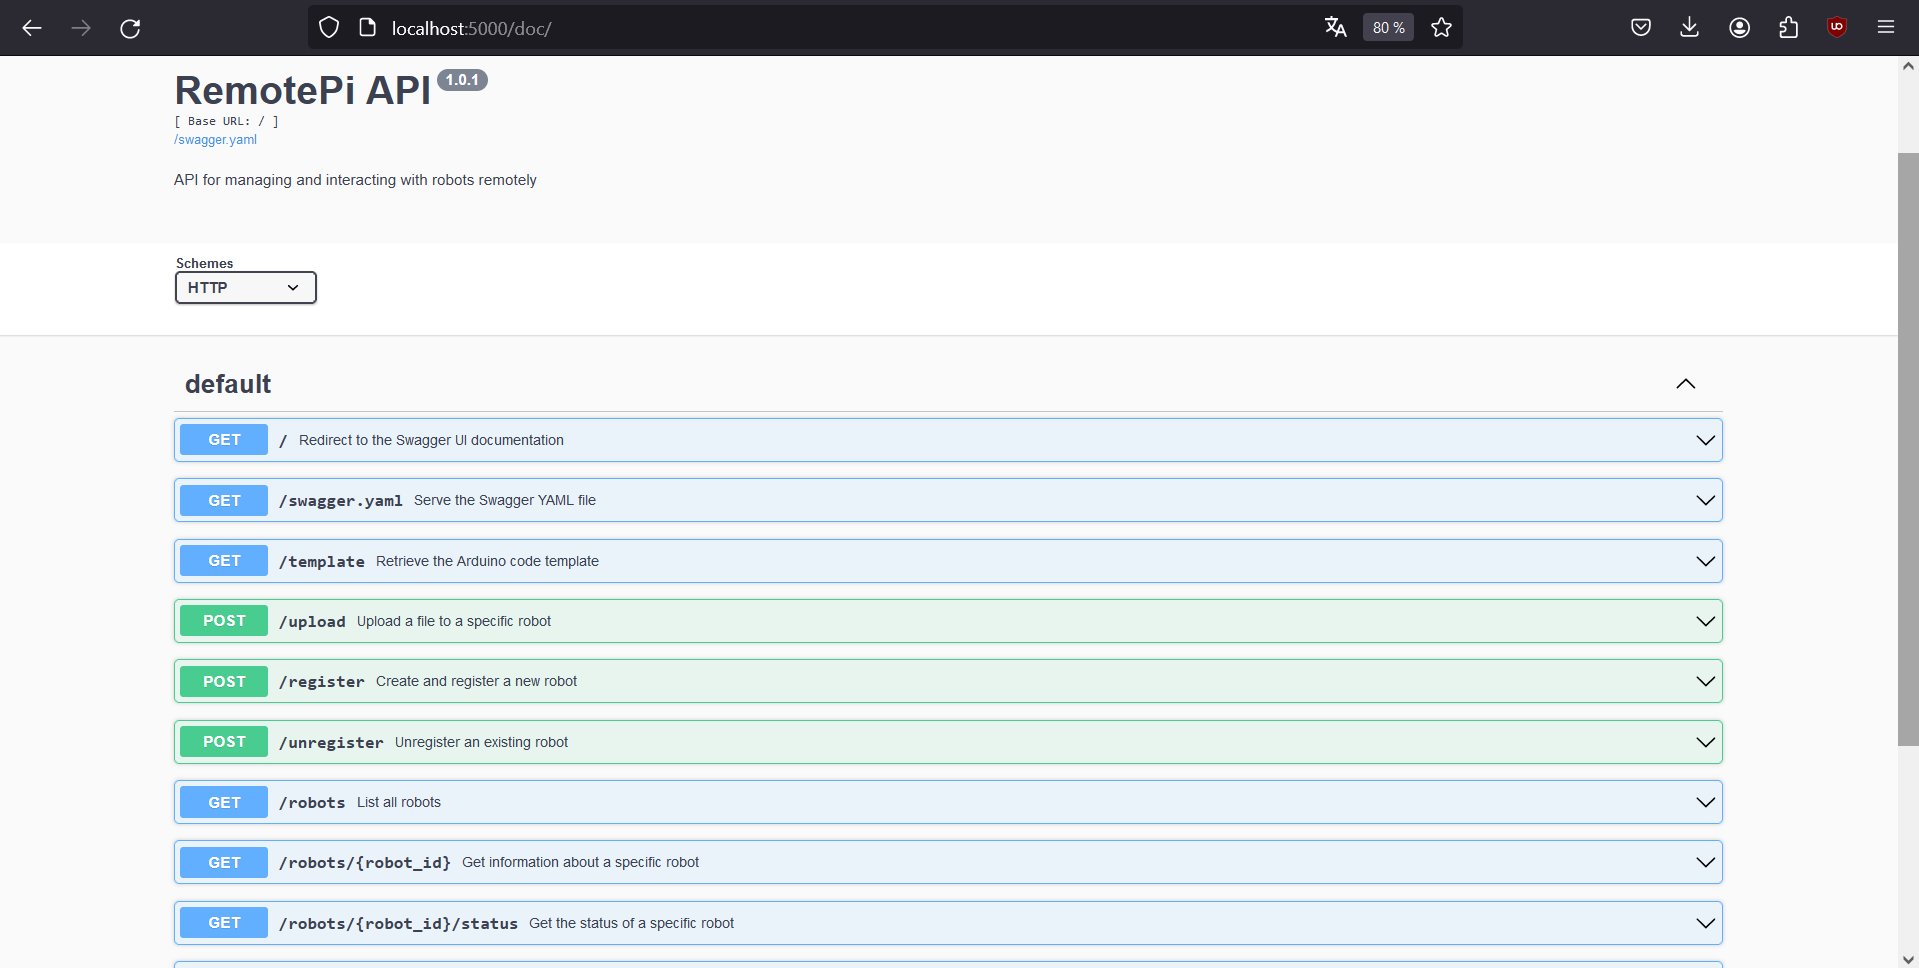 localhost:5000/doc/
80 %
RemotePi API 1.0.1
[ Base URL: / ]
/swagger.yaml
API for managing and interacting with robots remotely
Schemes
HTTP
default
GET / Redirect to the Swagger UI documentation
GET /swagger.yaml Serve the Swagger YAML file
GET /template Retrieve the Arduino code template
POST /upload Upload a file to a specific robot
POST /register Create and register a new robot
POST /unregister Unregister an existing robot
GET /robots List all robots
GET /robots/{robot_id} Get information about a specific robot
GET /robots/{robot_id}/status Get the status of a specific robot